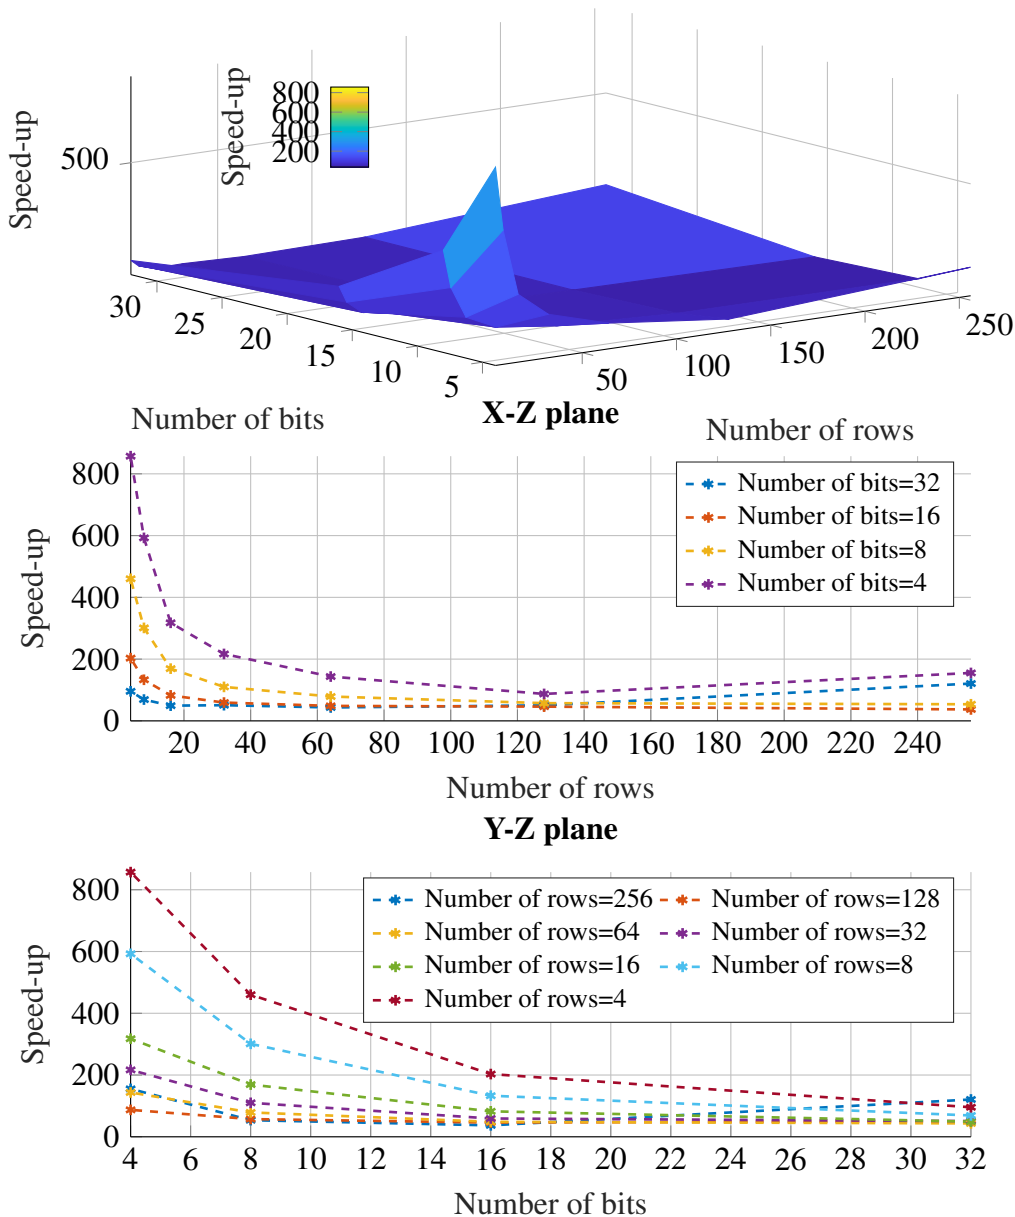 Speed-up
500
Speed-up
800
600
400
200
30
25
20
15
10
5
50
100
150
200
250
Number of bits
Number of rows
X-Z plane
Speed-up
800
600
400
200
0
Number of bits=32
Number of bits=16
Number of bits=8
Number of bits=4
20 40 60 80 100 120 140 160 180 200 220 240
Number of rows
Y-Z plane
Speed-up
800
600
400
200
0
Number of rows=256 Number of rows=128
Number of rows=64 Number of rows=32
Number of rows=16 Number of rows=8
Number of rows=4
4 6 8 10 12 14 16 18 20 22 24 26 28 30 32
Number of bits